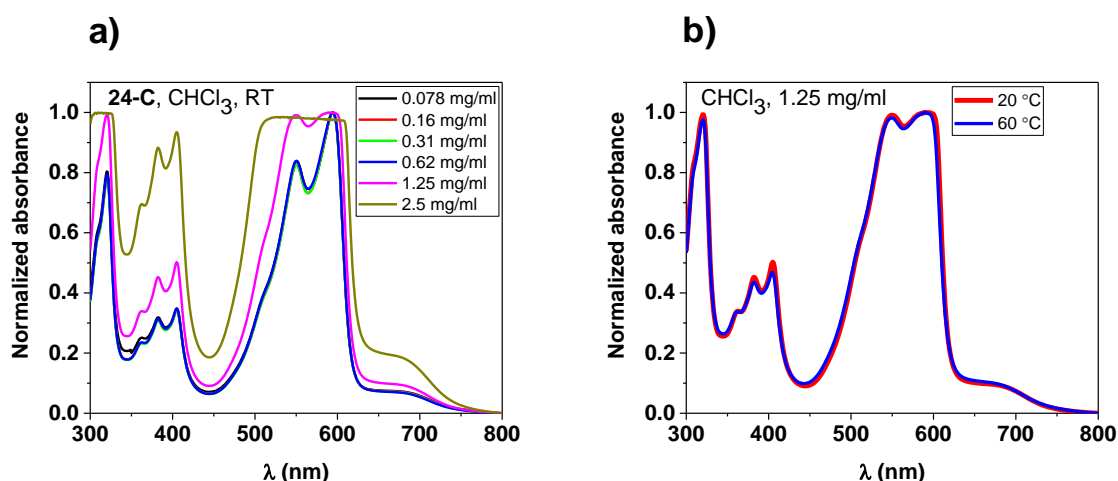 a)
24-C, CHCl₃, RT
0.078 mg/ml
0.16 mg/ml
0.31 mg/ml
0.62 mg/ml
1.25 mg/ml
2.5 mg/ml
Normalized absorbance
1.0
0.8
0.6
0.4
0.2
0.0
300 400 500 600 700 800
λ (nm)
b)
CHCl₃, 1.25 mg/ml
20 °C
60 °C
Normalized absorbance
1.0
0.8
0.6
0.4
0.2
0.0
300 400 500 600 700 800
λ (nm)